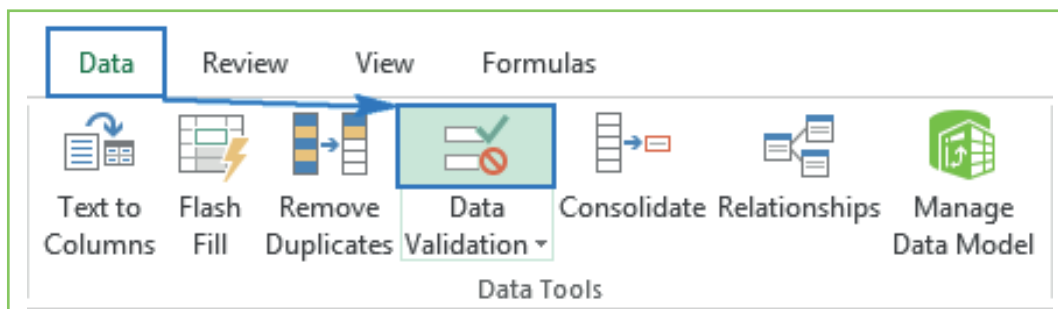 Data Review View Formulas
Text to Flash Remove Data Consolidate Relationships Manage
Columns Fill Duplicates Validation Data Model
Data Tools